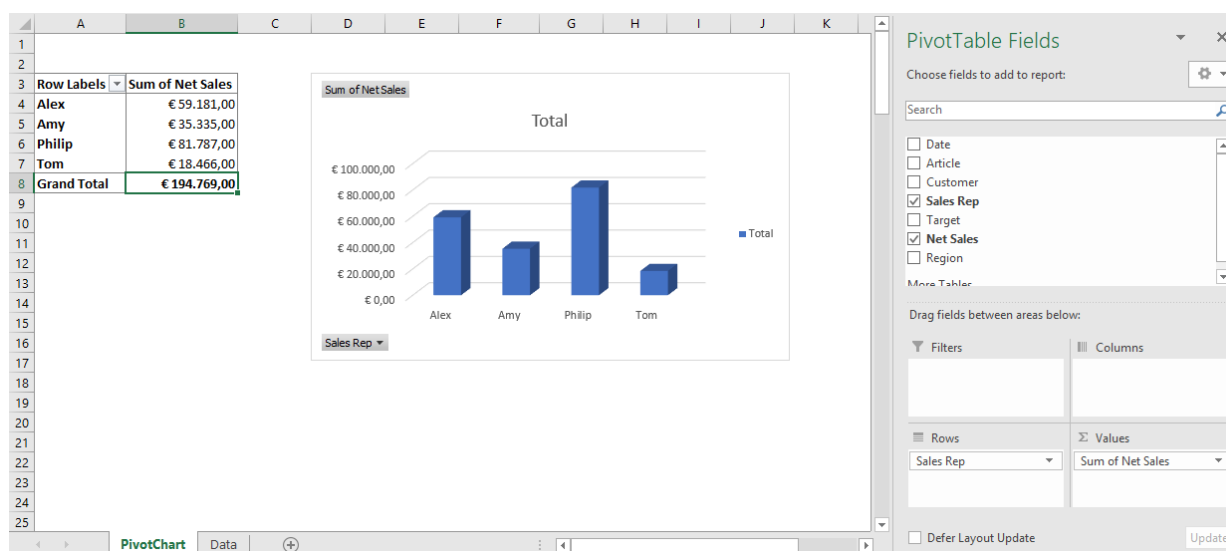 A B C D E F G H I J K
1
2
3 Row Labels Sum of Net Sales
4 Alex € 59.181,00
5 Amy € 35.335,00
6 Philip € 81.787,00
7 Tom € 18.466,00
8 Grand Total € 194.769,00
9
10
11
12
13
14
15
16
17
18
19
20
21
22
23
24
25
Sum of Net Sales
Total
€ 100.000,00
€ 80.000,00
€ 60.000,00
€ 40.000,00
€ 20.000,00
€ 0,00
Alex Amy Philip Tom
Total
Sales Rep
PivotChart Data
PivotTable Fields
Choose fields to add to report:
Search
Date
Article
Customer
Sales Rep
Target
Net Sales
Region
More Tables
Drag fields between areas below:
Filters Columns
Rows Σ Values
Sales Rep Sum of Net Sales
Defer Layout Update Update